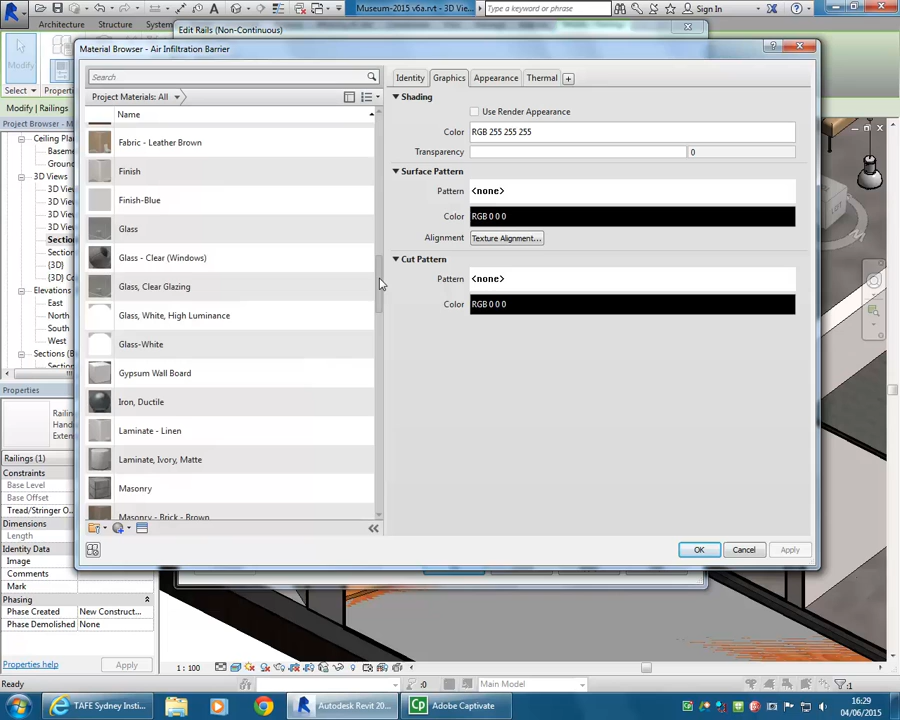 Museum-2015 v6a.rvt - 3D View...
Type a keyword or phrase
Sign In
Architecture Structure
Edit Rails (Non-Continuous)
Material Browser - Air Infiltration Barrier
Modify
Select
Modify | Railings
Project Browser - M
Ceiling Plan
3D Views
{3D}
Elevations
East
North
South
West
Sections (B
Search
Project Materials: All
Name
Fabric - Leather Brown
Finish
Finish-Blue
Glass
Glass - Clear (Windows)
Glass, Clear Glazing
Glass, White, High Luminance
Glass-White
Gypsum Wall Board
Iron, Ductile
Laminate - Linen
Laminate, Ivory, Matte
Masonry
Masonry - Brick - Brown
Identity Graphics Appearance Thermal
Shading
Use Render Appearance
Color RGB 255 255 255
Transparency 0
Surface Pattern
Pattern <none>
Color RGB 0 0 0
Alignment Texture Alignment...
Cut Pattern
Pattern <none>
Color RGB 0 0 0
OK Cancel Apply
Properties
Railings (1)
Constraints
Base Level
Base Offset
Tread/Stringer O...
Dimensions
Length
Identity Data
Image
Comments
Mark
Phasing
Phase Created New Construct...
Phase Demolished None
Properties help Apply
1 : 100
Ready
:0
Main Model
:1
TAFE Sydney Insti...
Autodesk Revit 20...
Adobe Captivate
16:29
04/06/2015